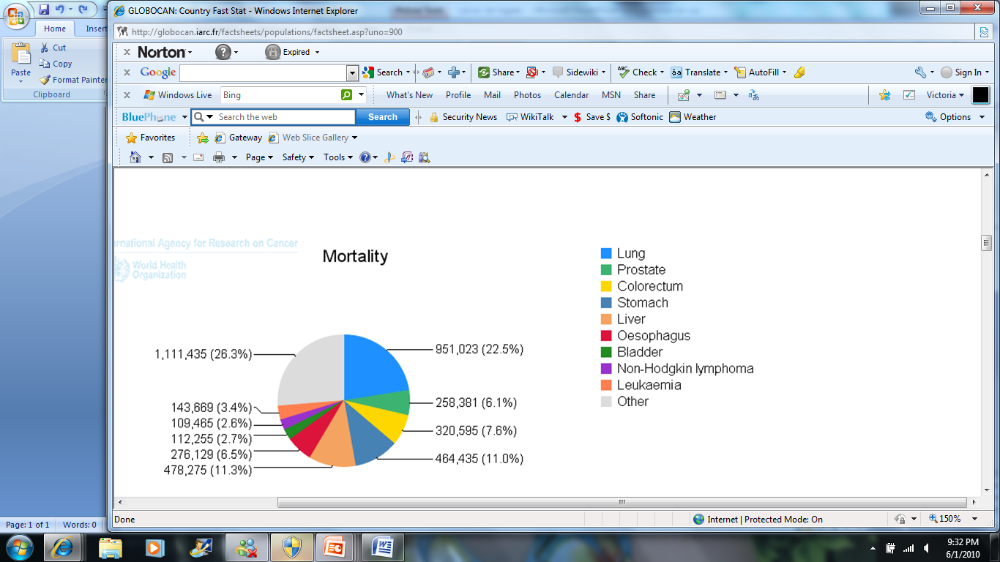 GLOBOCAN: Country Fast Stat - Windows Internet Explorer
Home Insert
http://globocan.iarc.fr/factsheets/populations/factsheet.asp?uno=900
Paste
Cut
Copy
Format Painter
Clipboard
x Norton ? Expired
x Google Search Share Sidewiki ABC Check Translate AutoFill Sign In
x Windows Live Bing What's New Profile Mail Photos Calendar MSN Share Victoria
BluePhone Search the web Search Security News WikiTalk $ Save $ Softonic Weather Options
Favorites Gateway Web Slice Gallery
Page Safety Tools
rnational Agency for Research on Cancer
World Health
Organization
Mortality
Lung
Prostate
Colorectum
Stomach
Liver
Oesophagus
Bladder
Non-Hodgkin lymphoma
Leukaemia
Other
951,023 (22.5%)
258,381 (6.1%)
320,595 (7.6%)
464,435 (11.0%)
1,111,435 (26.3%)
143,669 (3.4%)
109,465 (2.6%)
112,255 (2.7%)
276,129 (6.5%)
478,275 (11.3%)
Done Internet | Protected Mode: On 150%
Page: 1 of 1 Words: 0
9:32 PM
6/1/2010